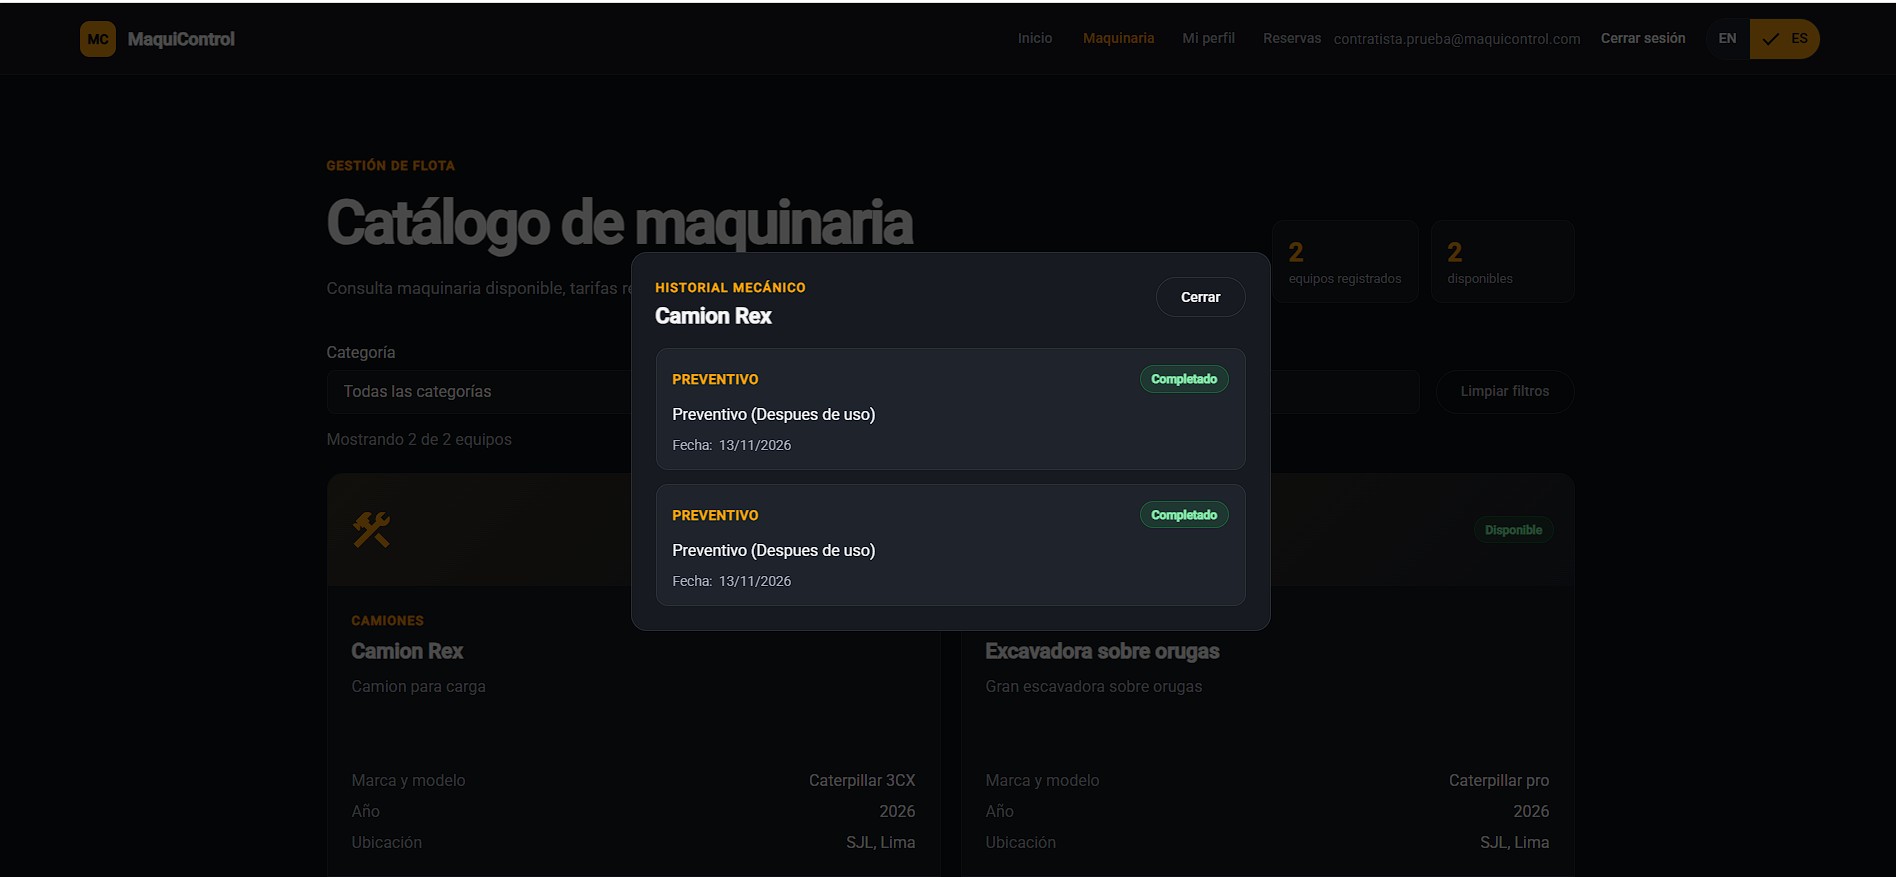 MC MaquiControl
Inicio Maquinaria Mi perfil Reservas contratista.prueba@maquicontrol.com Cerrar sesión EN ES
GESTIÓN DE FLOTA
Catálogo de maquinaria
Consulta maquinaria disponible, tarifas
2
equipos registrados
2
disponibles
Categoría
Todas las categorías
Limpiar filtros
Mostrando 2 de 2 equipos
HISTORIAL MECÁNICO
Camion Rex
Cerrar
PREVENTIVO
Completado
Preventivo (Despues de uso)
Fecha: 13/11/2026
PREVENTIVO
Completado
Preventivo (Despues de uso)
Fecha: 13/11/2026
CAMIONES
Camion Rex
Camion para carga
Marca y modelo Caterpillar 3CX
Año 2026
Ubicación SJL, Lima
Disponible
Excavadora sobre orugas
Gran escavadora sobre orugas
Marca y modelo Caterpillar pro
Año 2026
Ubicación SJL, Lima